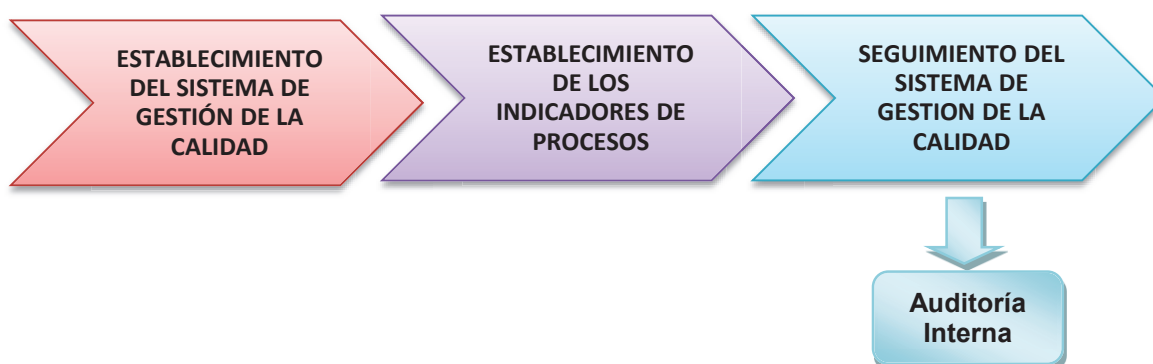 ESTABLECIMIENTO
DEL SISTEMA DE
GESTIÓN DE LA
CALIDAD
ESTABLECIMIENTO
DE LOS
INDICADORES DE
PROCESOS
SEGUIMIENTO DEL
SISTEMA DE
GESTION DE LA
CALIDAD
Auditoría
Interna